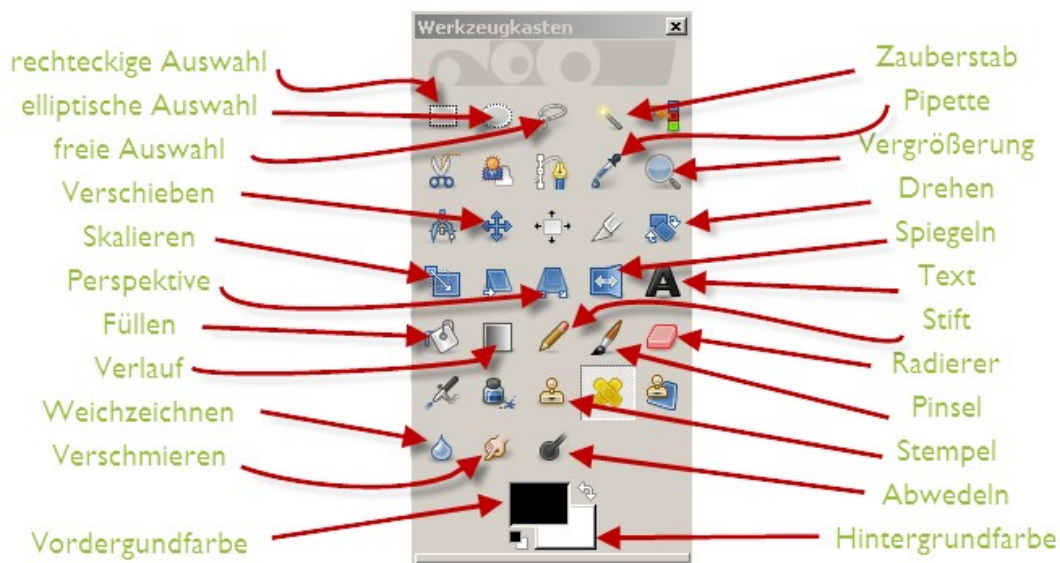 Werkzeugkasten
rechteckige Auswahl
elliptische Auswahl
freie Auswahl
Verschieben
Skalieren
Perspektive
Füllen
Verlauf
Weichzeichnen
Verschmieren
Vordergundfarbe
Zauberstab
Pipette
Vergrößerung
Drehen
Spiegeln
Text
Stift
Radierer
Pinsel
Stempel
Abwedeln
Hintergrundfarbe